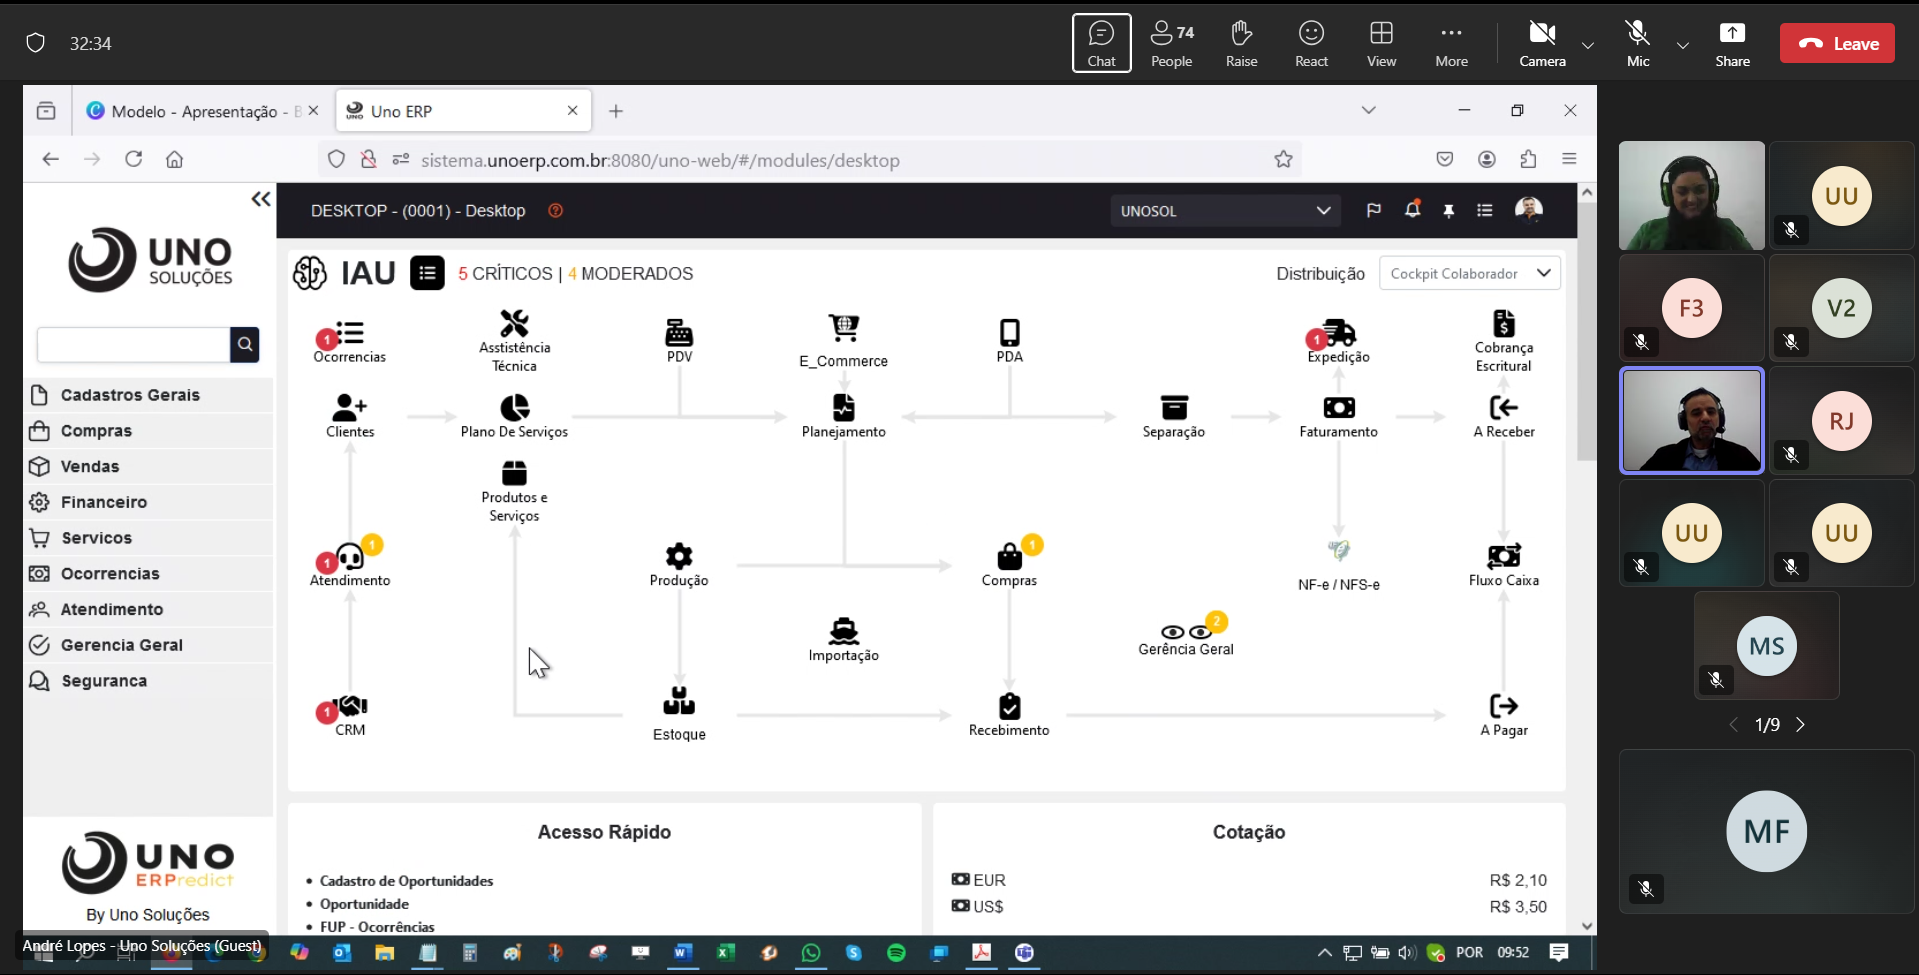 32:34
Chat
74
People
Raise
React
View
More
Camera
Mic
Share
Leave
Modelo - Apresentação - B
Uno ERP
sistema.unoerp.com.br:8080/uno-web/#/modules/desktop
UNO
SOLUÇÕES
Cadastros Gerais
Compras
Vendas
Financeiro
Servicos
Ocorrencias
Atendimento
Gerencia Geral
Seguranca
UNO
ERPredict
By Uno Soluções
DESKTOP - (0001) - Desktop
UNOSOL
IAU
5 CRÍTICOS | 4 MODERADOS
Distribuição
Cockpit Colaborador
1
Ocorrencias
Asstistência
Técnica
PDV
E_Commerce
PDA
1
Expedição
Cobrança
Escritural
Clientes
Plano De Serviços
Planejamento
Separação
Faturamento
A Receber
Produtos e
Serviços
1
1
Atendimento
Produção
1
Compras
NF-e / NFS-e
Fluxo Caixa
Importação
2
Gerência Geral
1
CRM
Estoque
Recebimento
A Pagar
Acesso Rápido
• Cadastro de Oportunidades
• Oportunidade
• FUP - Ocorrências
Cotação
EUR
R$ 2,10
US$
R$ 3,50
UU
F3
V2
RJ
UU
UU
MS
1/9
MF
André Lopes - Uno Soluções (Guest)
POR
09:52